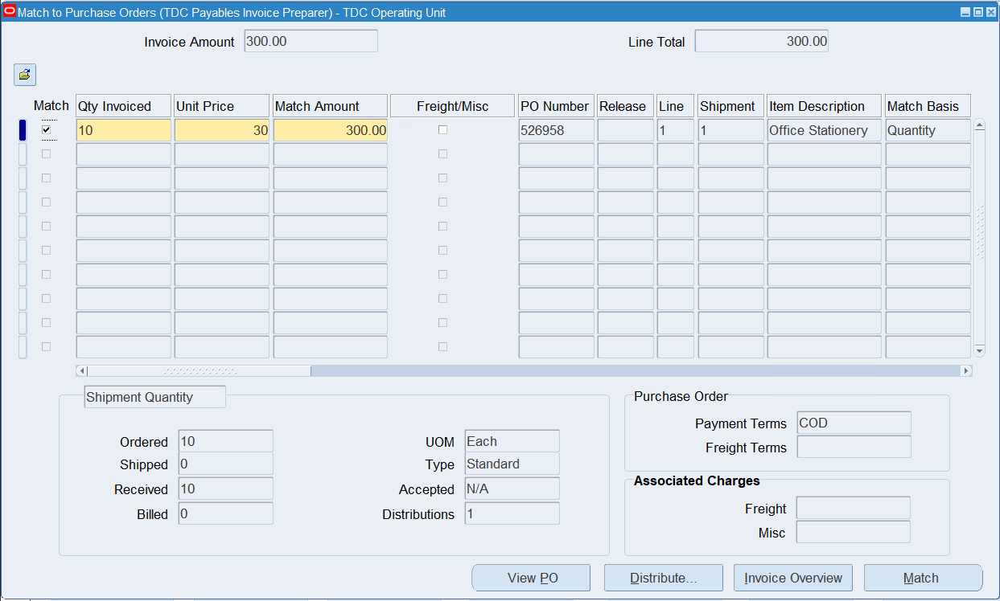 Match to Purchase Orders (TDC Payables Invoice Preparer) - TDC Operating Unit
Invoice Amount 300.00 Line Total 300.00
Match Qty Invoiced Unit Price Match Amount Freight/Misc PO Number Release Line Shipment Item Description Match Basis
10 30 300.00 526958 1 1 Office Stationery Quantity
Shipment Quantity
Ordered 10 UOM Each
Shipped 0 Type Standard
Received 10 Accepted N/A
Billed 0 Distributions 1
Purchase Order
Payment Terms COD
Freight Terms
Associated Charges
Freight
Misc
View PO Distribute... Invoice Overview Match